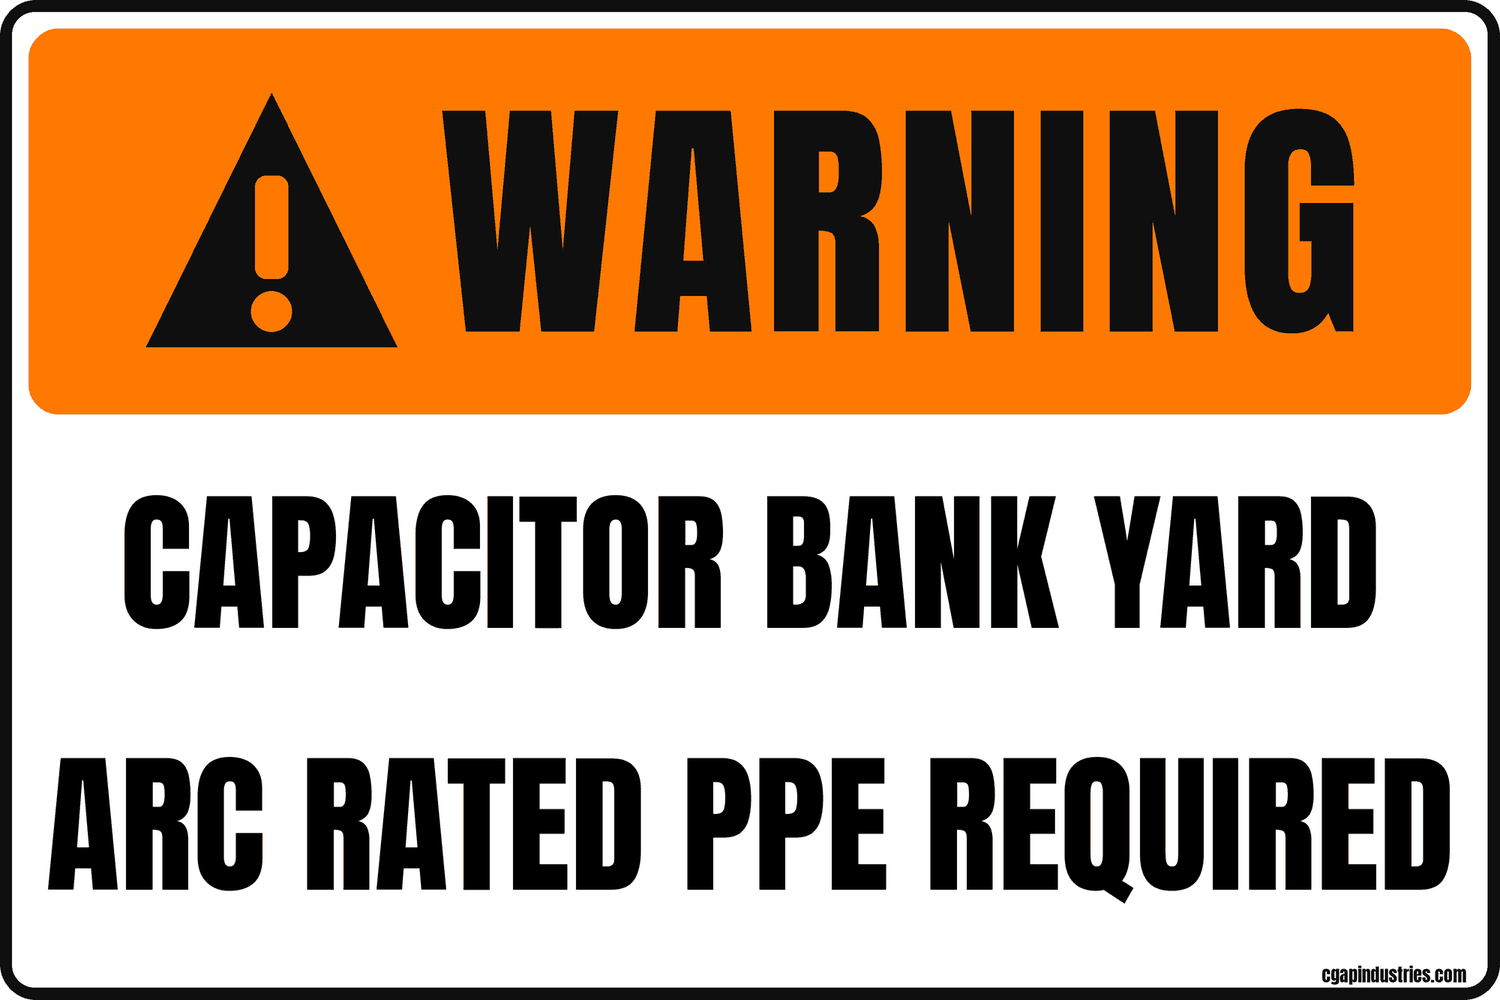 WARNING
CAPACITOR BANK YARD
ARC RATED PPE REQUIRED
cgapindustries.com